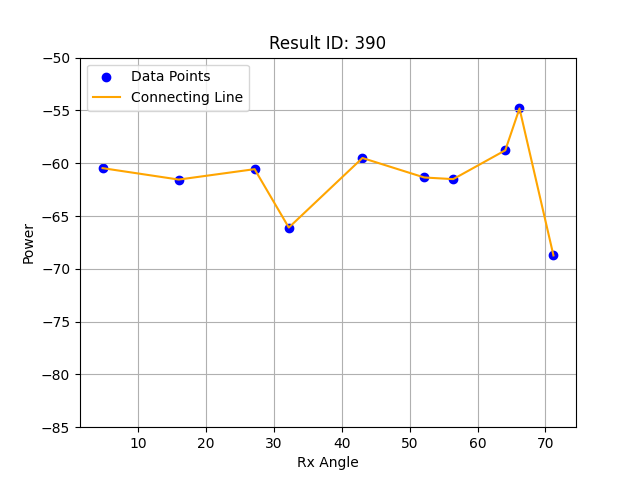 Result ID: 390
Data Points
Connecting Line
−50
−55
−60
−65
−70
−75
−80
−85
Power
10 20 30 40 50 60 70
Rx Angle